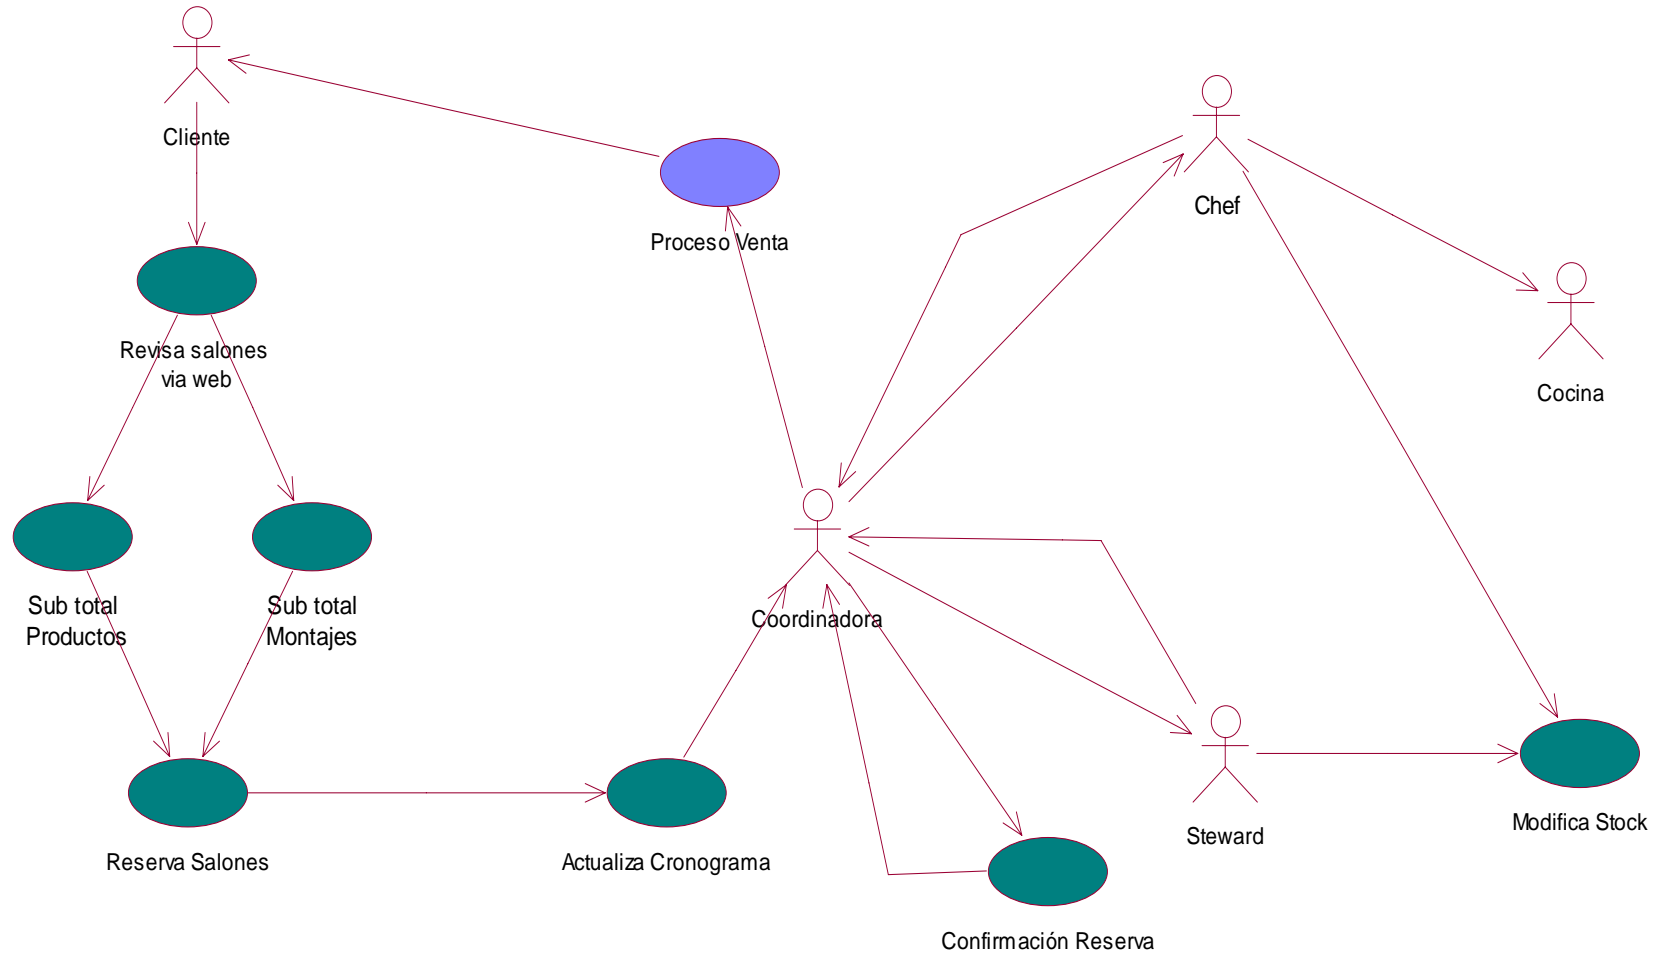 Cliente
Chef
Proceso Venta
Revisa salones
via web
Cocina
Sub total
Productos
Sub total
Montajes
Coordinadora
Steward
Modifica Stock
Reserva Salones
Actualiza Cronograma
Confirmación Reserva